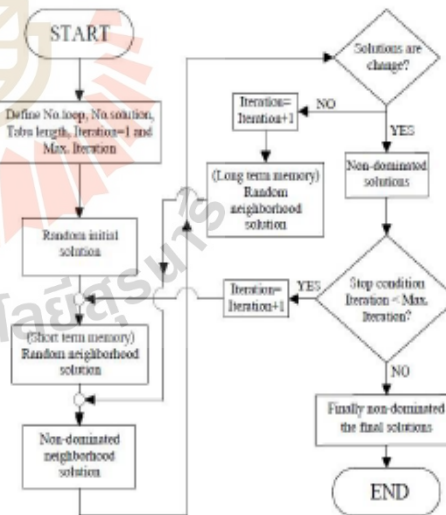 START
Define No.loop, No.solution,
Tabu length, Iteration=1 and
Max. Iteration
Random initial
solution
(Short term memory)
Random neighborhood
solution
Non-dominated
neighborhood
solution
Solutions are
change?
NO
YES
Iteration=
Iteration+1
(Long term memory)
Random
neighborhood
solution
Non-dominated
solutions
Stop condition
Iteration < Max.
Iteration?
YES
Iteration=
Iteration+1
NO
Finally non-dominated
the final solutions
END